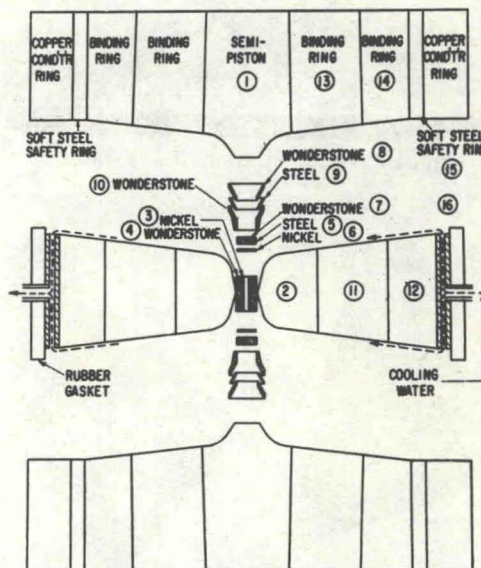 COPPER CONDTR RING
BINDING RING
BINDING RING
SEMI-PISTON ①
BINDING RING ⑬
BINDING RING ⑭
COPPER CONDTR RING
SOFT STEEL SAFETY RING
SOFT STEEL SAFETY RING ⑮
⑯
WONDERSTONE ⑧
STEEL ⑨
⑩ WONDERSTONE
WONDERSTONE ⑦
STEEL ⑤
NICKEL ⑥
③ NICKEL
④ WONDERSTONE
②
⑪
⑫
RUBBER GASKET
COOLING WATER